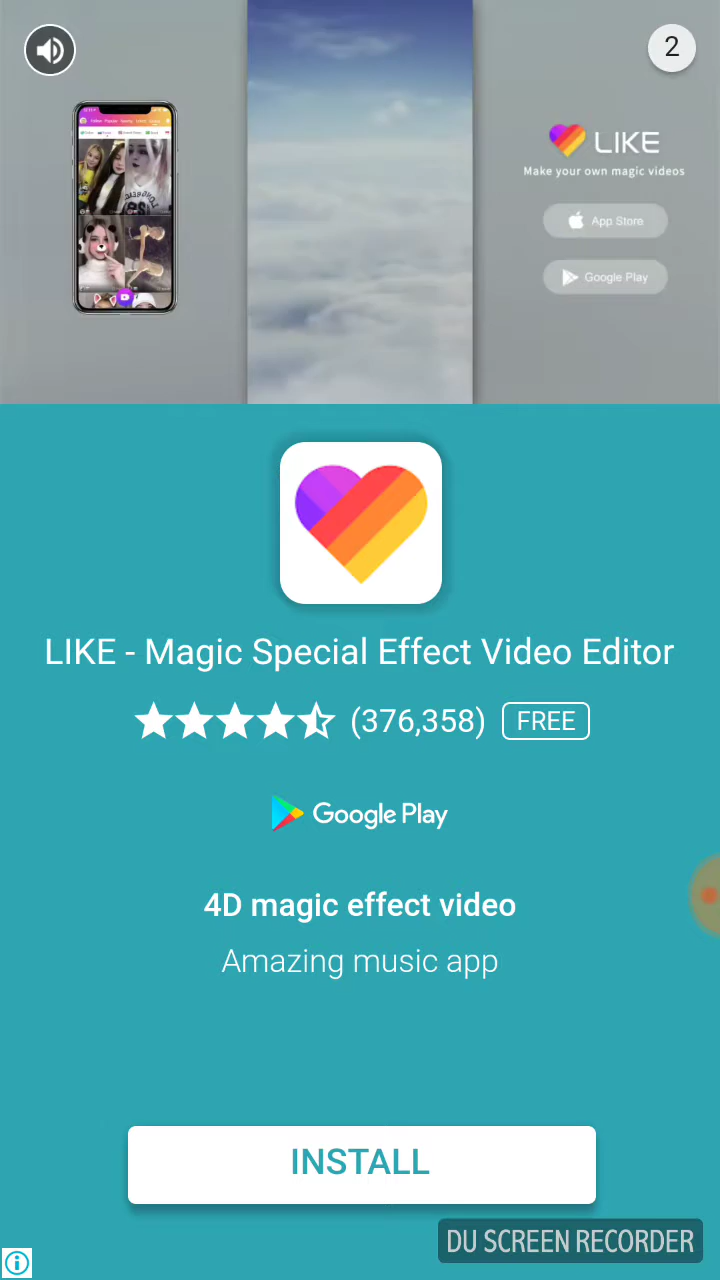 2
LIKE
Make your own magic videos
App Store
Google Play
LIKE - Magic Special Effect Video Editor
(376,358) FREE
Google Play
4D magic effect video
Amazing music app
INSTALL
DU SCREEN RECORDER